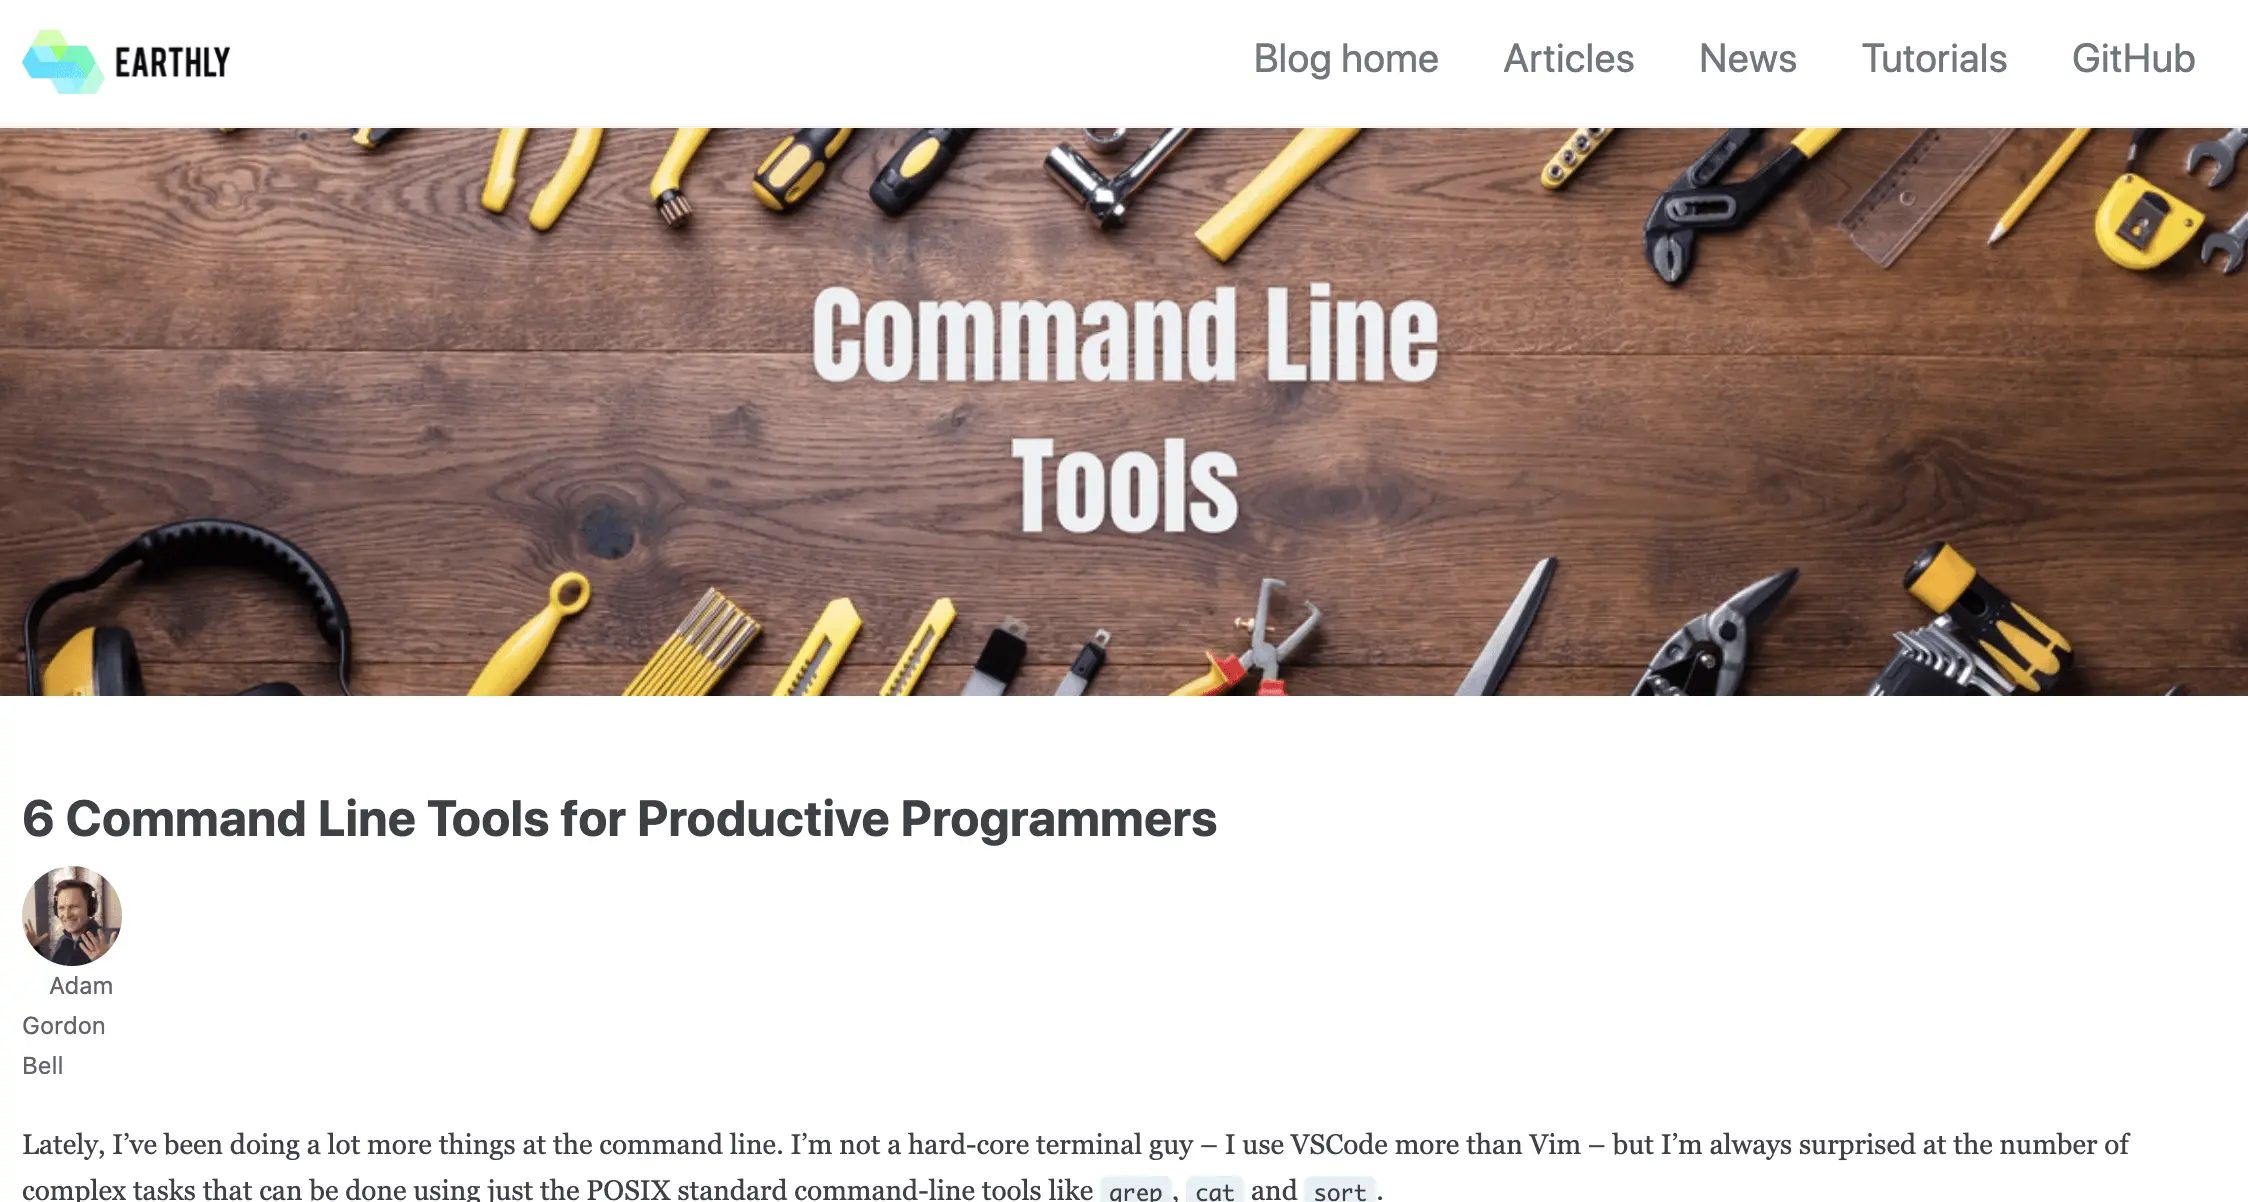 EARTHLY
Blog home Articles News Tutorials GitHub
Command Line
Tools
6 Command Line Tools for Productive Programmers
Adam
Gordon
Bell
Lately, I’ve been doing a lot more things at the command line. I’m not a hard-core terminal guy – I use VSCode more than Vim – but I’m always surprised at the number of
complex tasks that can be done using just the POSIX standard command-line tools like grep, cat and sort.